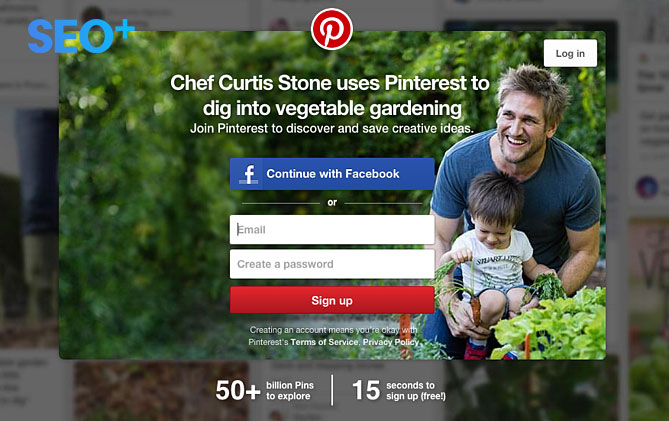 SEO+
Log in
Chef Curtis Stone uses Pinterest to
dig into vegetable gardening
Join Pinterest to discover and save creative ideas.
f Continue with Facebook
or
Email
Create a password
Sign up
Creating an account means you're okay with
Pinterest's Terms of Service, Privacy Policy
50+ billion Pins
to explore
15 seconds to
sign up (free!)